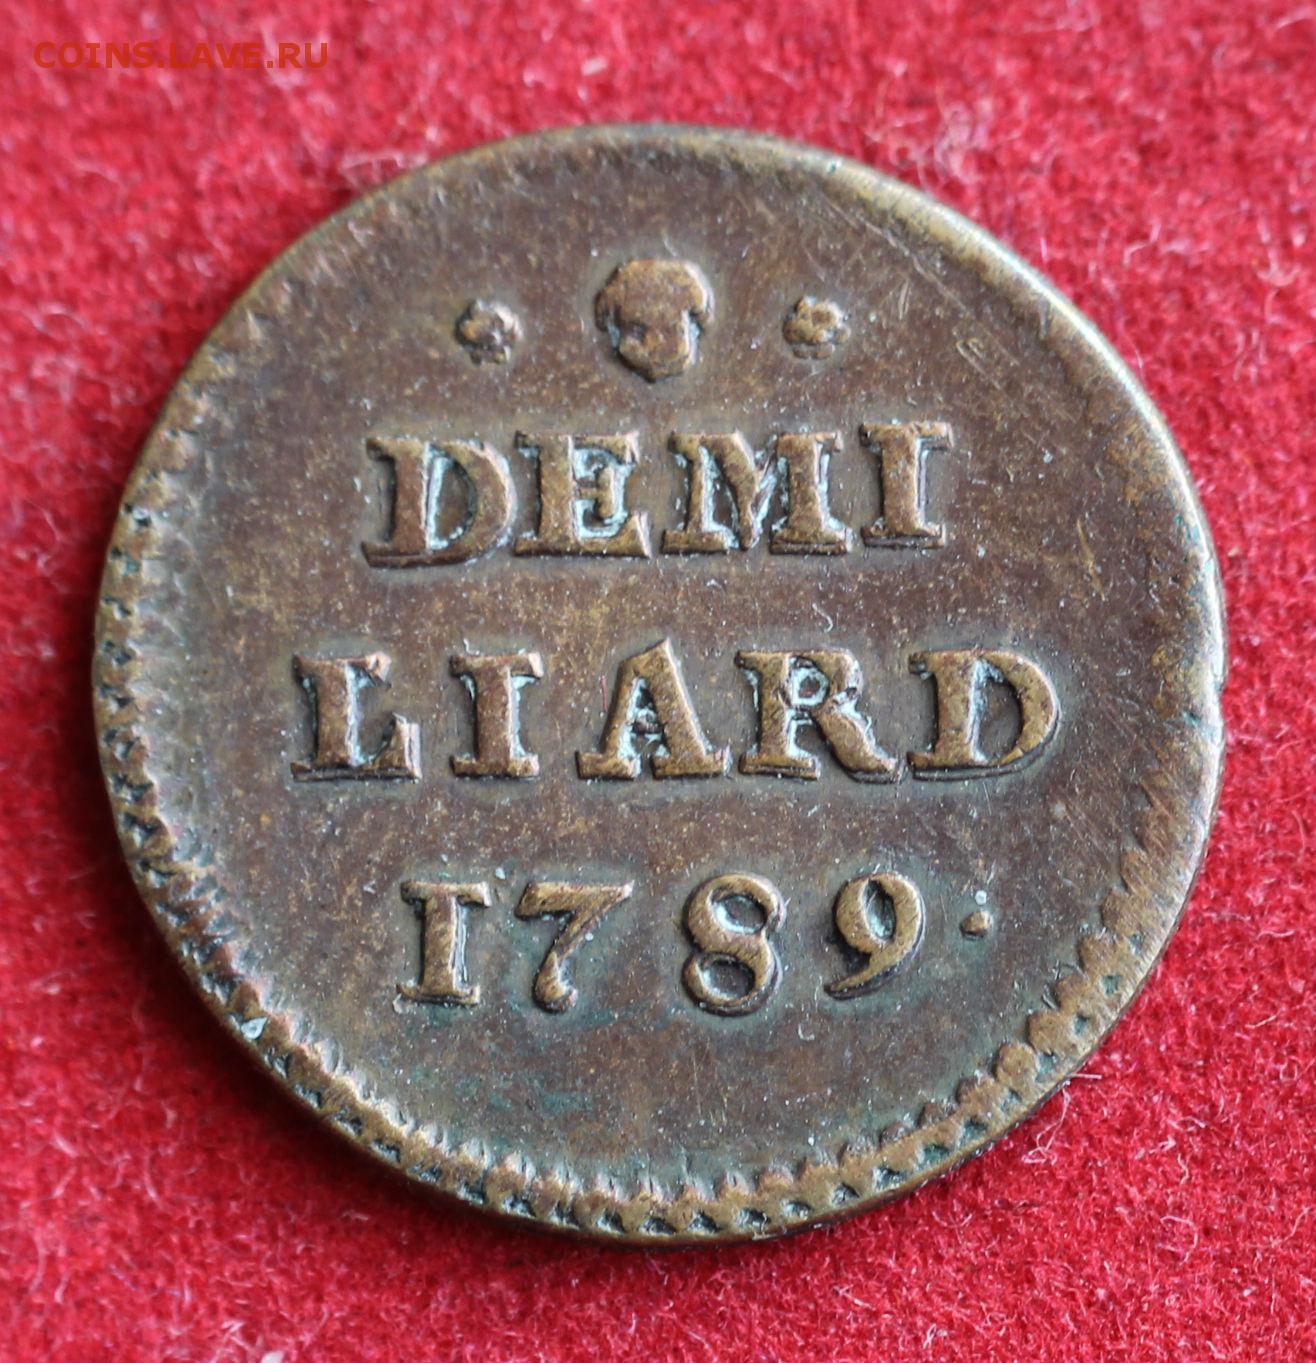 COINS.LAVE.RU
DEMI
LIARD
1789.